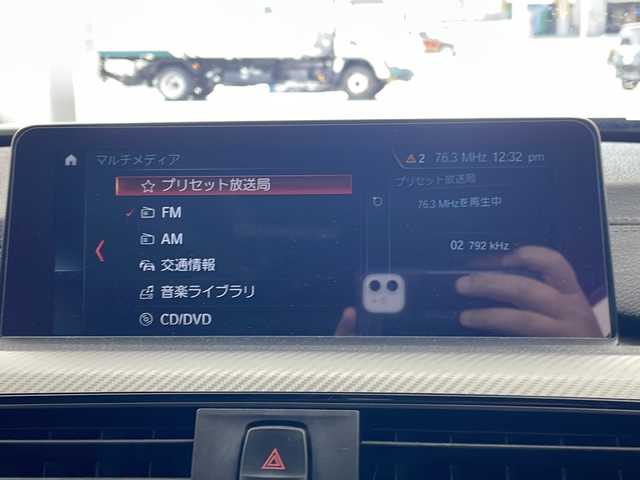 マルチメディア
2 76.3 MHz 12:32 pm
プリセット放送局
FM
AM
交通情報
音楽ライブラリ
CD/DVD
プリセット放送局
76.3 MHzを再生中
02 792 kHz